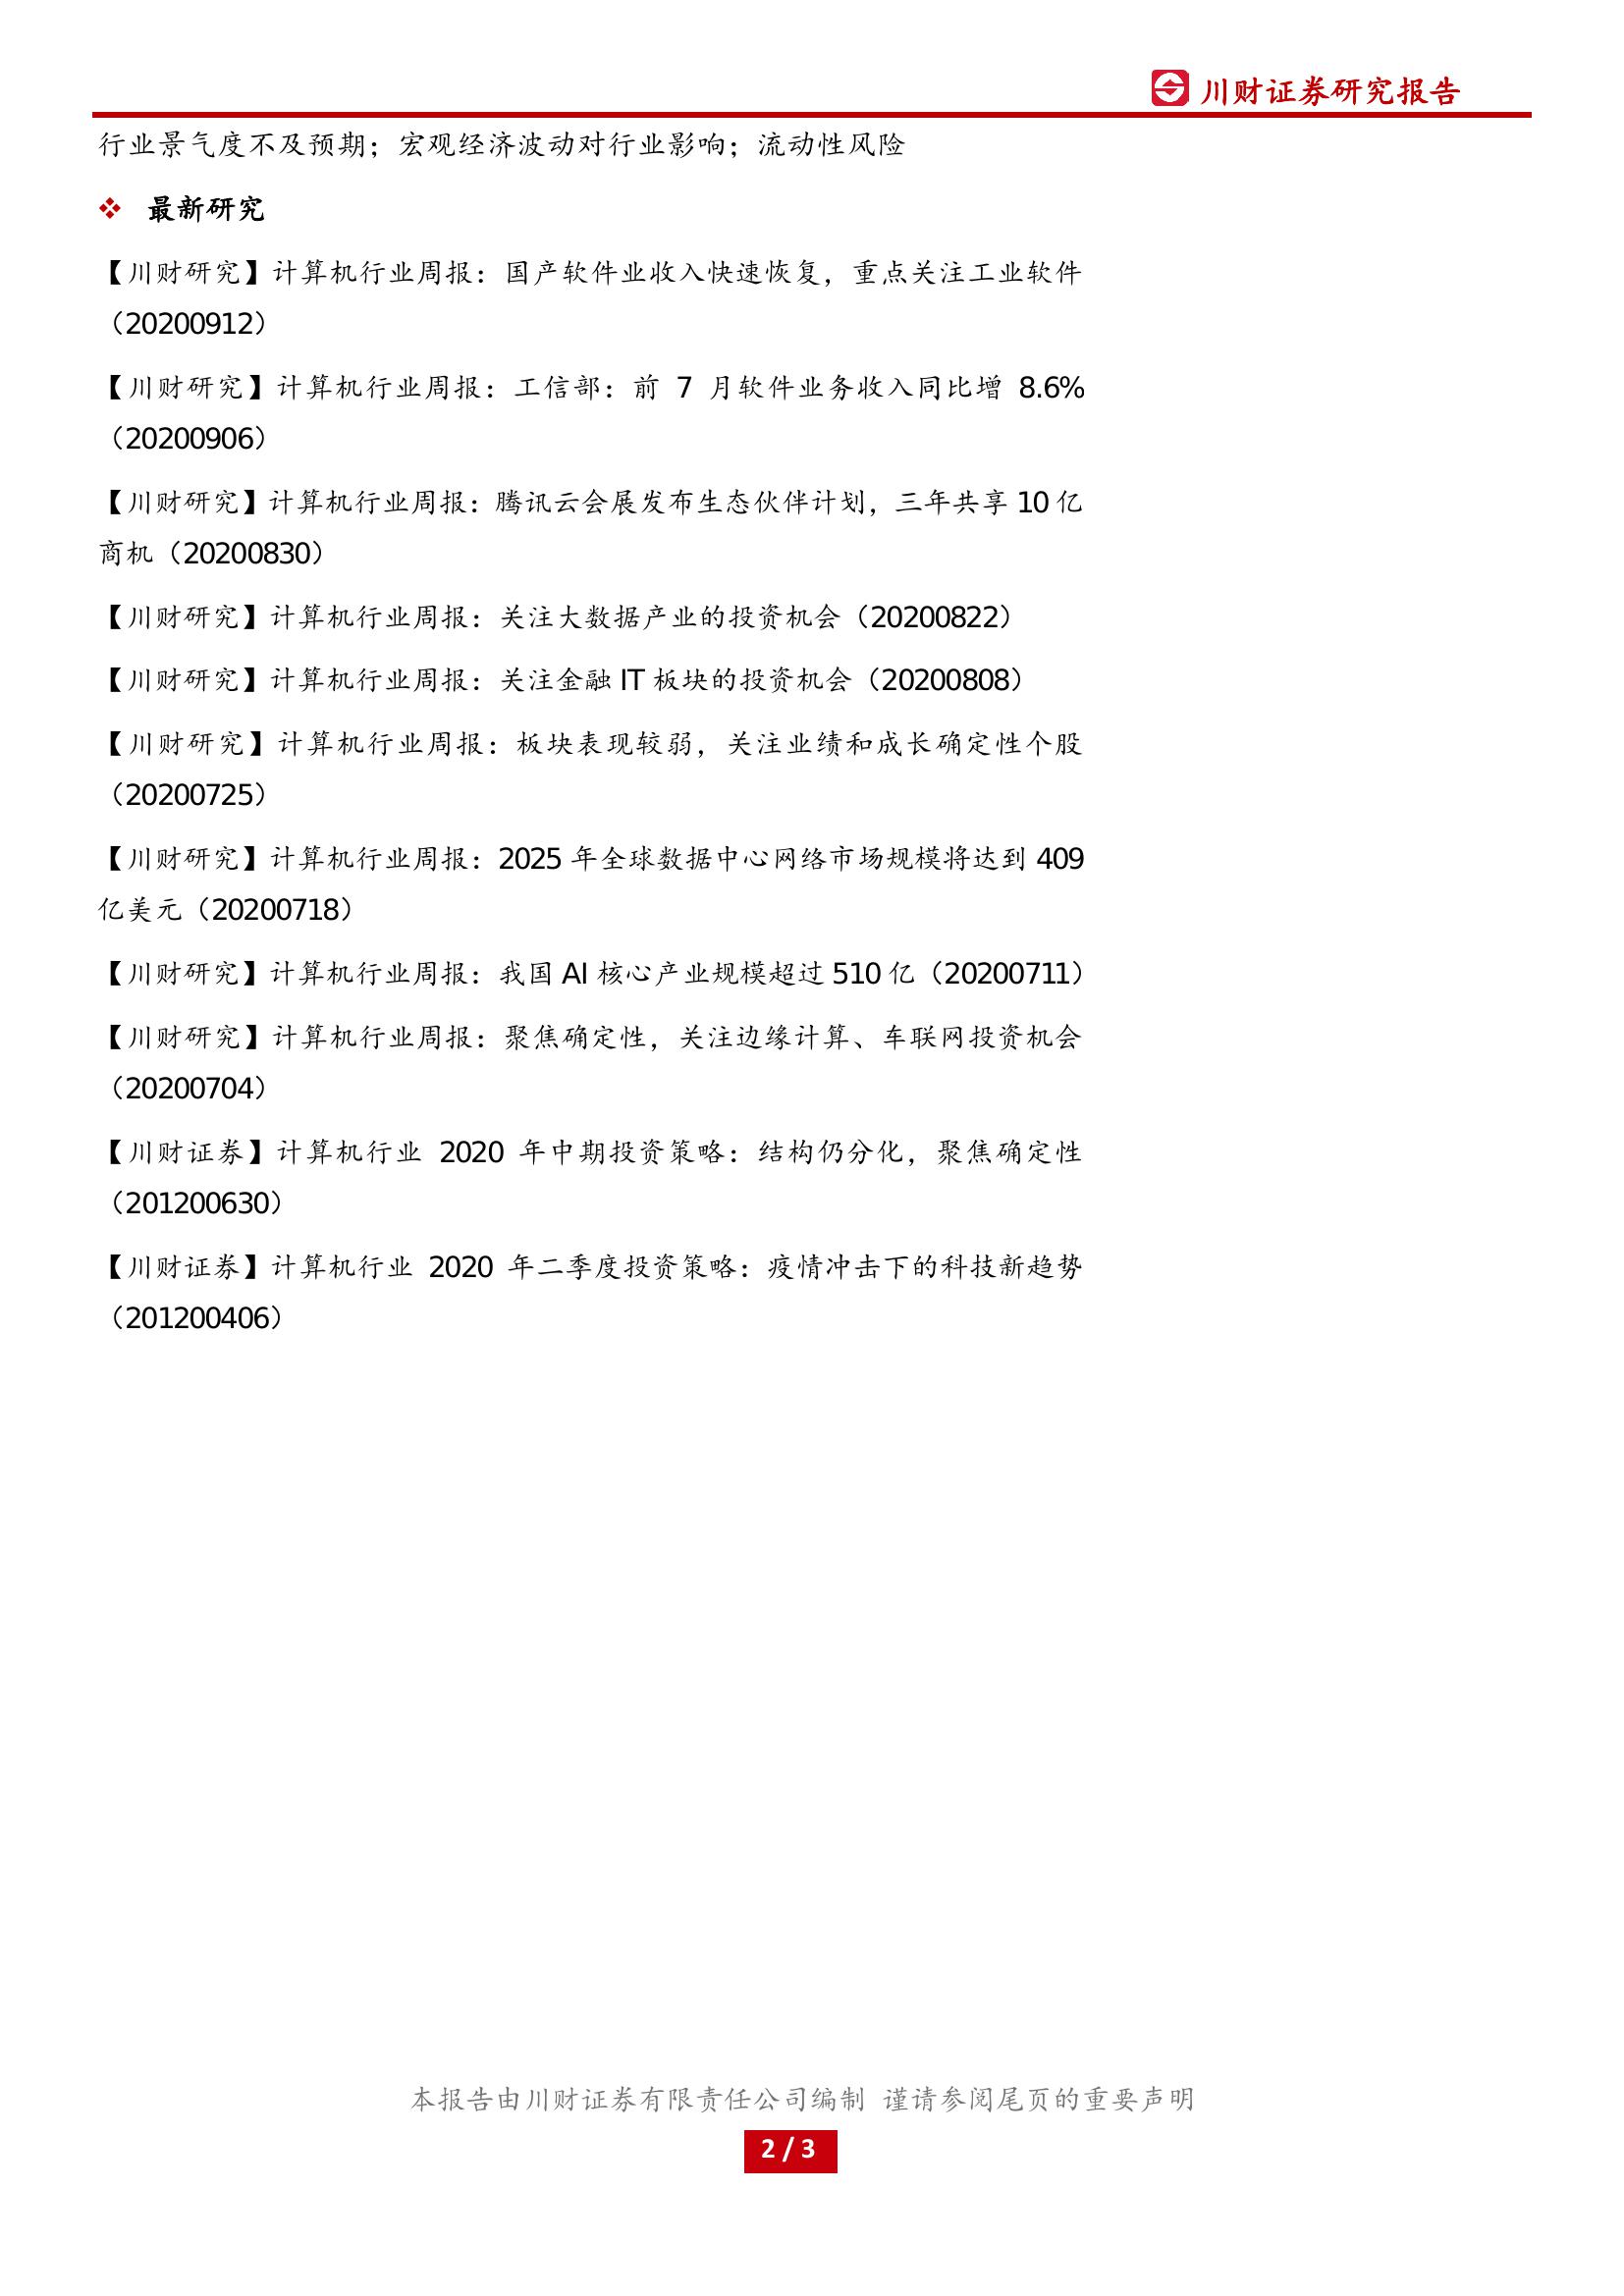 川财证券研究报告
行业景气度不及预期；宏观经济波动对行业影响；流动性风险
❖ 最新研究
【川财研究】计算机行业周报：国产软件业收入快速恢复，重点关注工业软件
（20200912）
【川财研究】计算机行业周报：工信部：前 7 月软件业务收入同比增 8.6%
（20200906）
【川财研究】计算机行业周报：腾讯云会展发布生态伙伴计划，三年共享 10 亿
商机（20200830）
【川财研究】计算机行业周报：关注大数据产业的投资机会（20200822）
【川财研究】计算机行业周报：关注金融 IT 板块的投资机会（20200808）
【川财研究】计算机行业周报：板块表现较弱，关注业绩和成长确定性个股
（20200725）
【川财研究】计算机行业周报：2025 年全球数据中心网络市场规模将达到 409
亿美元（20200718）
【川财研究】计算机行业周报：我国 AI 核心产业规模超过 510 亿（20200711）
【川财研究】计算机行业周报：聚焦确定性，关注边缘计算、车联网投资机会
（20200704）
【川财证券】计算机行业 2020 年中期投资策略：结构仍分化，聚焦确定性
（201200630）
【川财证券】计算机行业 2020 年二季度投资策略：疫情冲击下的科技新趋势
（201200406）
本报告由川财证券有限责任公司编制 谨请参阅尾页的重要声明
2 / 3